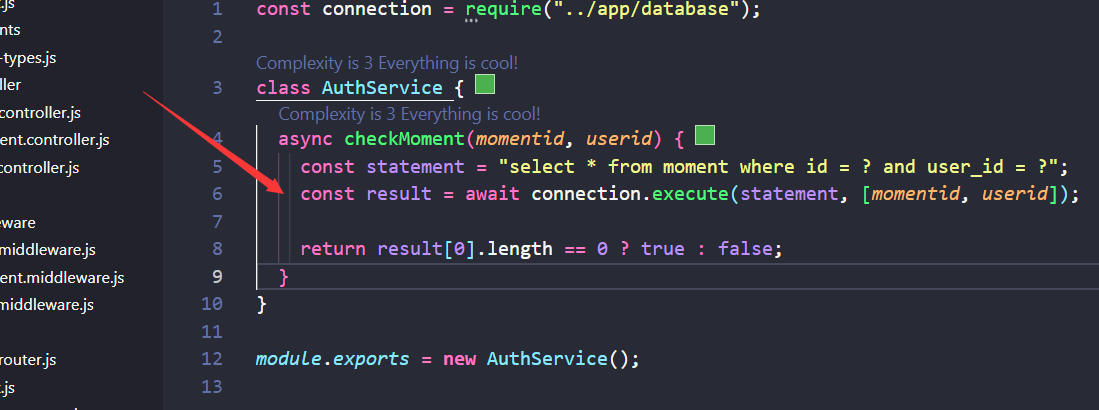 .js
nts
-types.js
ller
controller.js
ent.controller.js
controller.js
ware
middleware.js
ent.middleware.js
middleware.js
router.js
.js
1 const connection = require("../app/database");
2
Complexity is 3 Everything is cool!
3 class AuthService {
Complexity is 3 Everything is cool!
4 async checkMoment(momentid, userid) {
5 const statement = "select * from moment where id = ? and user_id = ?";
6 const result = await connection.execute(statement, [momentid, userid]);
7
8 return result[0].length == 0 ? true : false;
9 }
10 }
11
12 module.exports = new AuthService();
13